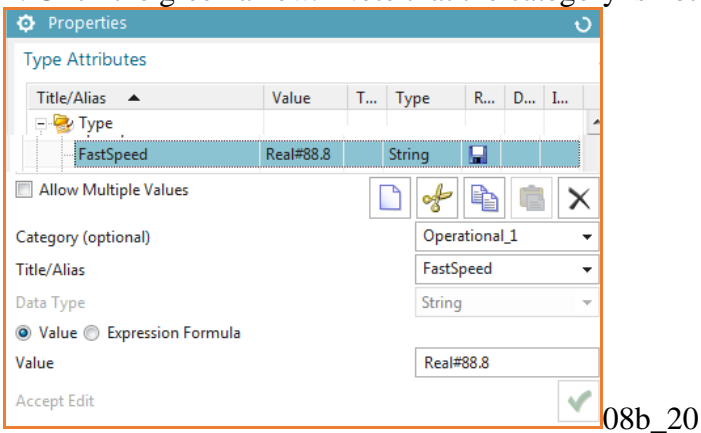 Properties
Type Attributes
Title/Alias Value T... Type R... D... I...
Type
FastSpeed Real#88.8 String
Allow Multiple Values
Category (optional) Operational_1
Title/Alias FastSpeed
Data Type String
Value Expression Formula
Value Real#88.8
Accept Edit
08b_20